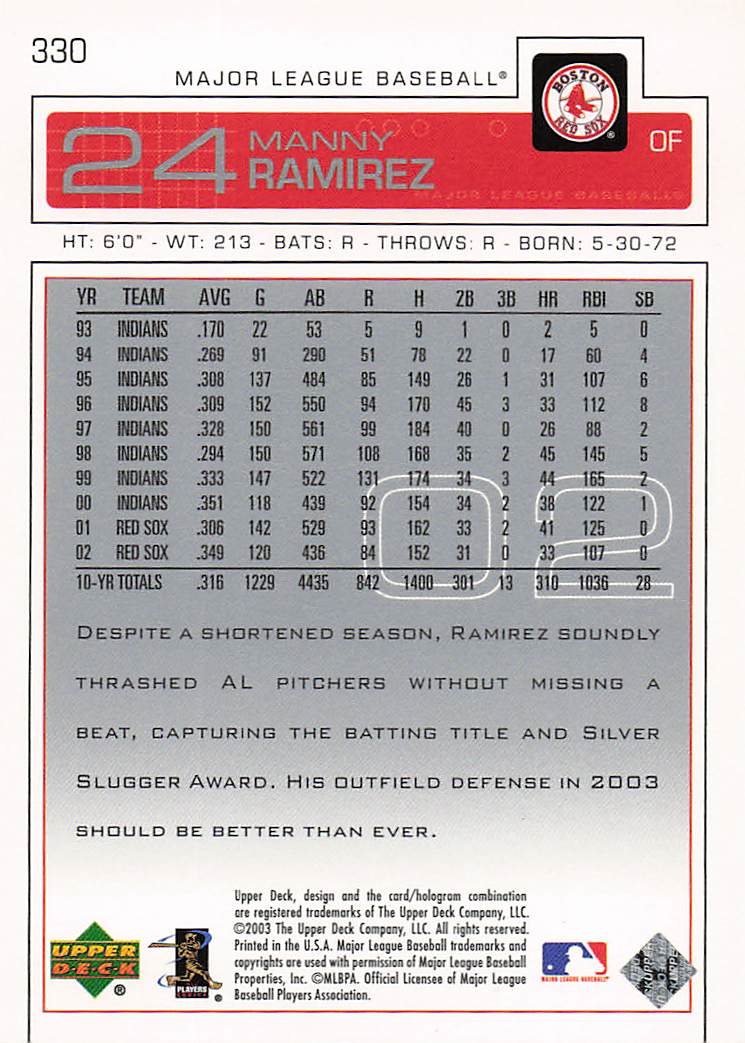 330
MAJOR LEAGUE BASEBALL®
BOSTON
RED SOX
®
24 MANNY
RAMIREZ
OF
MAJOR LEAGUE BASEBALL®
HT: 6'0" - WT: 213 - BATS: R - THROWS: R - BORN: 5-30-72
YR TEAM AVG G AB R H 2B 3B HR RBI SB
93 INDIANS .170 22 53 5 9 1 0 2 5 0
94 INDIANS .269 91 290 51 78 22 0 17 60 4
95 INDIANS .308 137 484 85 149 26 1 31 107 6
96 INDIANS .309 152 550 94 170 45 3 33 112 8
97 INDIANS .328 150 561 99 184 40 0 26 88 2
98 INDIANS .294 150 571 108 168 35 2 45 145 5
99 INDIANS .333 147 522 131 174 34 3 44 165 2
00 INDIANS .351 118 439 92 154 34 2 38 122 1
01 RED SOX .306 142 529 93 162 33 2 41 125 0
02 RED SOX .349 120 436 84 152 31 0 33 107 0
10-YR TOTALS .316 1229 4435 842 1400 301 13 310 1036 28
02
DESPITE A SHORTENED SEASON, RAMIREZ SOUNDLY
THRASHED AL PITCHERS WITHOUT MISSING A
BEAT, CAPTURING THE BATTING TITLE AND SILVER
SLUGGER AWARD. HIS OUTFIELD DEFENSE IN 2003
SHOULD BE BETTER THAN EVER.
Upper Deck, design and the card/hologram combination
are registered trademarks of The Upper Deck Company, LLC.
©2003 The Upper Deck Company, LLC. All rights reserved.
Printed in the U.S.A. Major League Baseball trademarks and
copyrights are used with permission of Major League Baseball
Properties, Inc. ©MLBPA. Official Licensee of Major League
Baseball Players Association.
UPPER
D·E·C·K
®
PLAYERS
CHOICE
®
MAJOR LEAGUE BASEBALL